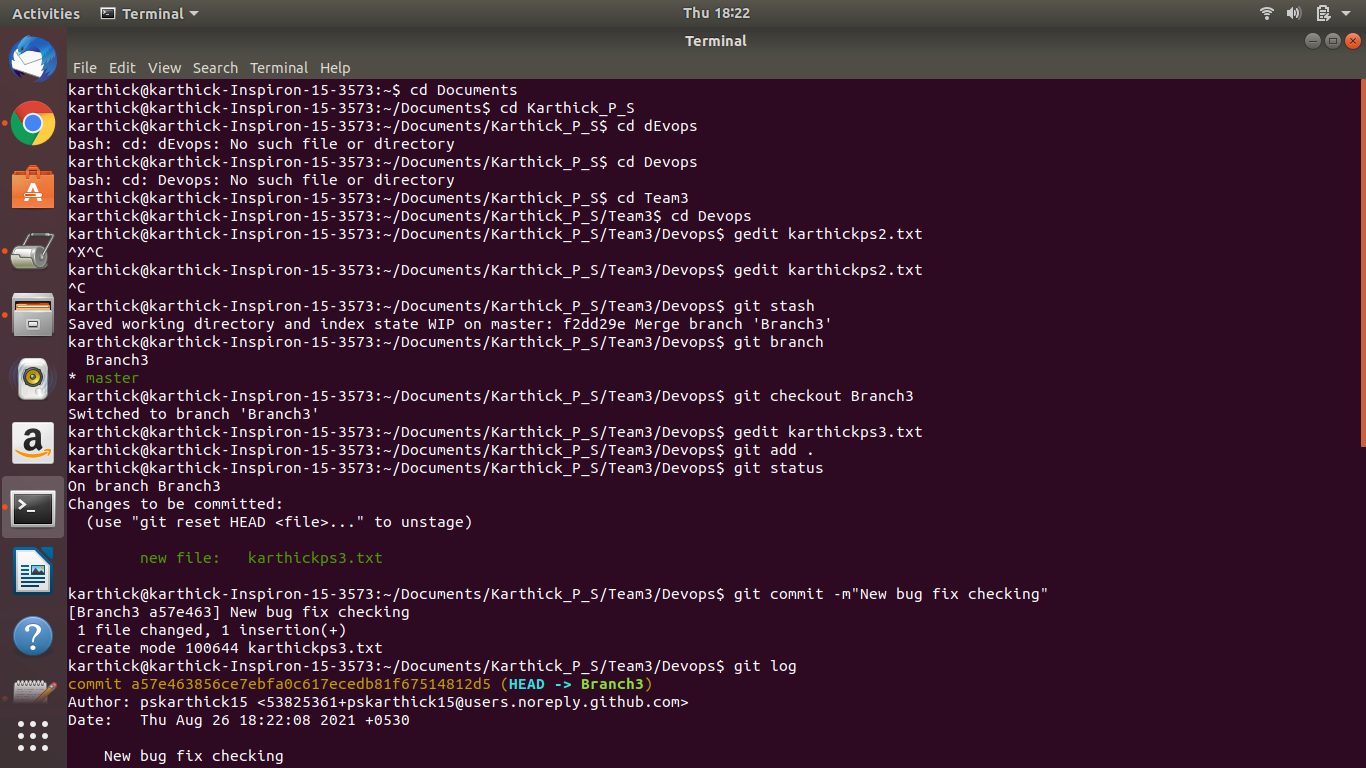 Activities Terminal Thu 18:22
Terminal
File Edit View Search Terminal Help
karthick@karthick-Inspiron-15-3573:~$ cd Documents
karthick@karthick-Inspiron-15-3573:~/Documents$ cd Karthick_P_S
karthick@karthick-Inspiron-15-3573:~/Documents/Karthick_P_S$ cd dEvops
bash: cd: dEvops: No such file or directory
karthick@karthick-Inspiron-15-3573:~/Documents/Karthick_P_S$ cd Devops
bash: cd: Devops: No such file or directory
karthick@karthick-Inspiron-15-3573:~/Documents/Karthick_P_S$ cd Team3
karthick@karthick-Inspiron-15-3573:~/Documents/Karthick_P_S/Team3$ cd Devops
karthick@karthick-Inspiron-15-3573:~/Documents/Karthick_P_S/Team3/Devops$ gedit karthickps2.txt
^X^C
karthick@karthick-Inspiron-15-3573:~/Documents/Karthick_P_S/Team3/Devops$ gedit karthickps2.txt
^C
karthick@karthick-Inspiron-15-3573:~/Documents/Karthick_P_S/Team3/Devops$ git stash
Saved working directory and index state WIP on master: f2dd29e Merge branch 'Branch3'
karthick@karthick-Inspiron-15-3573:~/Documents/Karthick_P_S/Team3/Devops$ git branch
  Branch3
* master
karthick@karthick-Inspiron-15-3573:~/Documents/Karthick_P_S/Team3/Devops$ git checkout Branch3
Switched to branch 'Branch3'
karthick@karthick-Inspiron-15-3573:~/Documents/Karthick_P_S/Team3/Devops$ gedit karthickps3.txt
karthick@karthick-Inspiron-15-3573:~/Documents/Karthick_P_S/Team3/Devops$ git add .
karthick@karthick-Inspiron-15-3573:~/Documents/Karthick_P_S/Team3/Devops$ git status
On branch Branch3
Changes to be committed:
  (use "git reset HEAD <file>..." to unstage)
        new file:   karthickps3.txt
karthick@karthick-Inspiron-15-3573:~/Documents/Karthick_P_S/Team3/Devops$ git commit -m"New bug fix checking"
[Branch3 a57e463] New bug fix checking
 1 file changed, 1 insertion(+)
 create mode 100644 karthickps3.txt
karthick@karthick-Inspiron-15-3573:~/Documents/Karthick_P_S/Team3/Devops$ git log
commit a57e463856ce7ebfa0c617ecedb81f67514812d5 (HEAD -> Branch3)
Author: pskarthick15 <53825361+pskarthick15@users.noreply.github.com>
Date:   Thu Aug 26 18:22:08 2021 +0530
    New bug fix checking